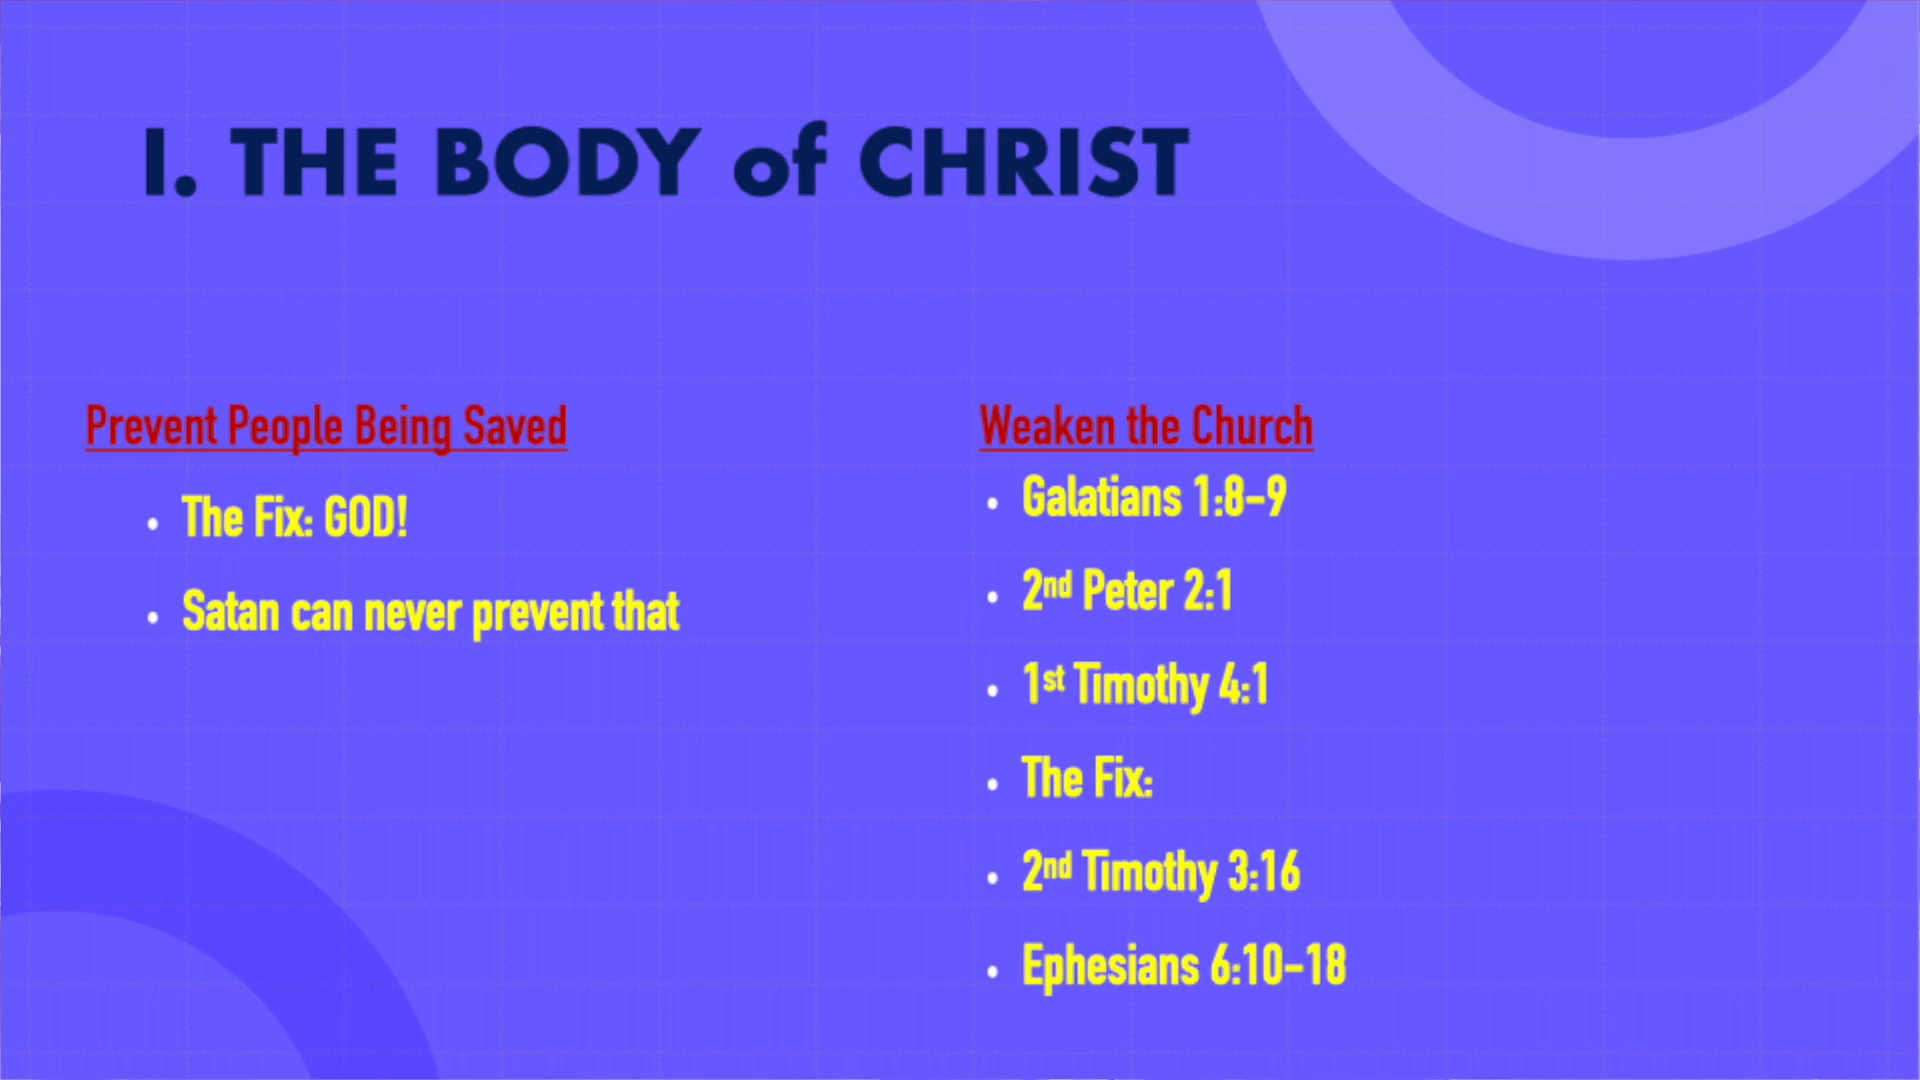 I. THE BODY of CHRIST
Prevent People Being Saved
• The Fix: GOD!
• Satan can never prevent that
Weaken the Church
• Galatians 1:8-9
• 2nd Peter 2:1
• 1st Timothy 4:1
• The Fix:
• 2nd Timothy 3:16
• Ephesians 6:10-18